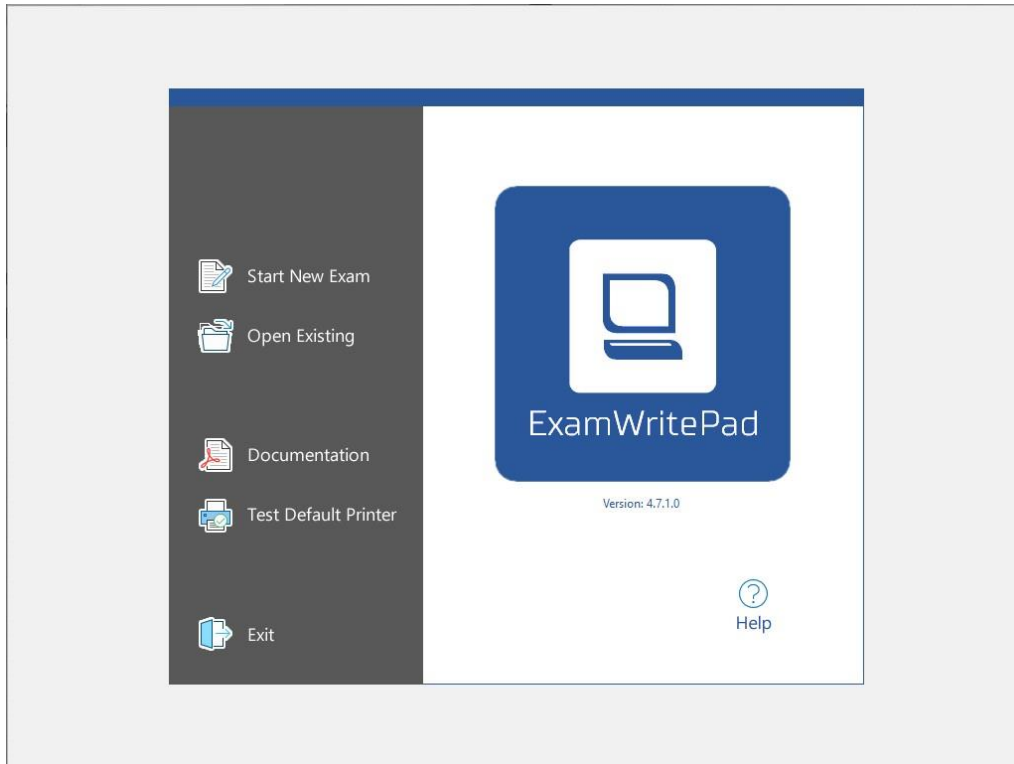 Start New Exam
Open Existing
Documentation
Test Default Printer
Exit
ExamWritePad
Version: 4.7.1.0
?
Help